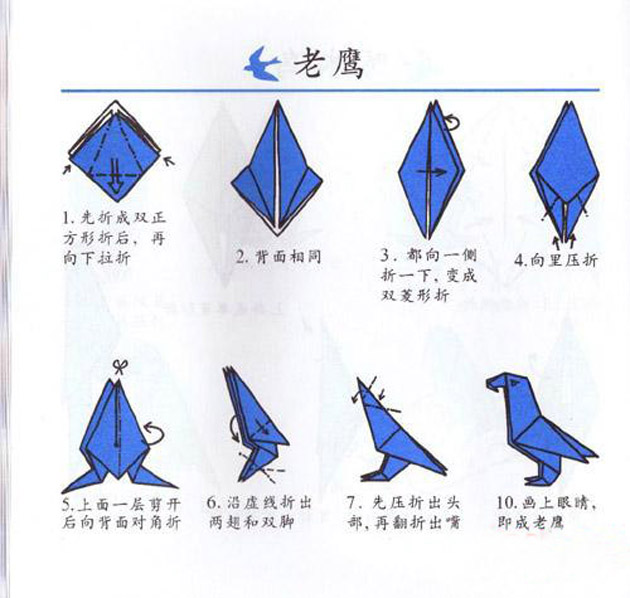 老鹰
1. 先折成双正
方形折后，再
向下拉折
2. 背面相同
3. 都向一侧
折一下，变成
双菱形折
4.向里压折
5.上面一层剪开
后向背面对角折
6. 沿虚线折出
两翅和双脚
7. 先压折出头
部，再翻折出嘴
10.画上眼睛，
即成老鹰